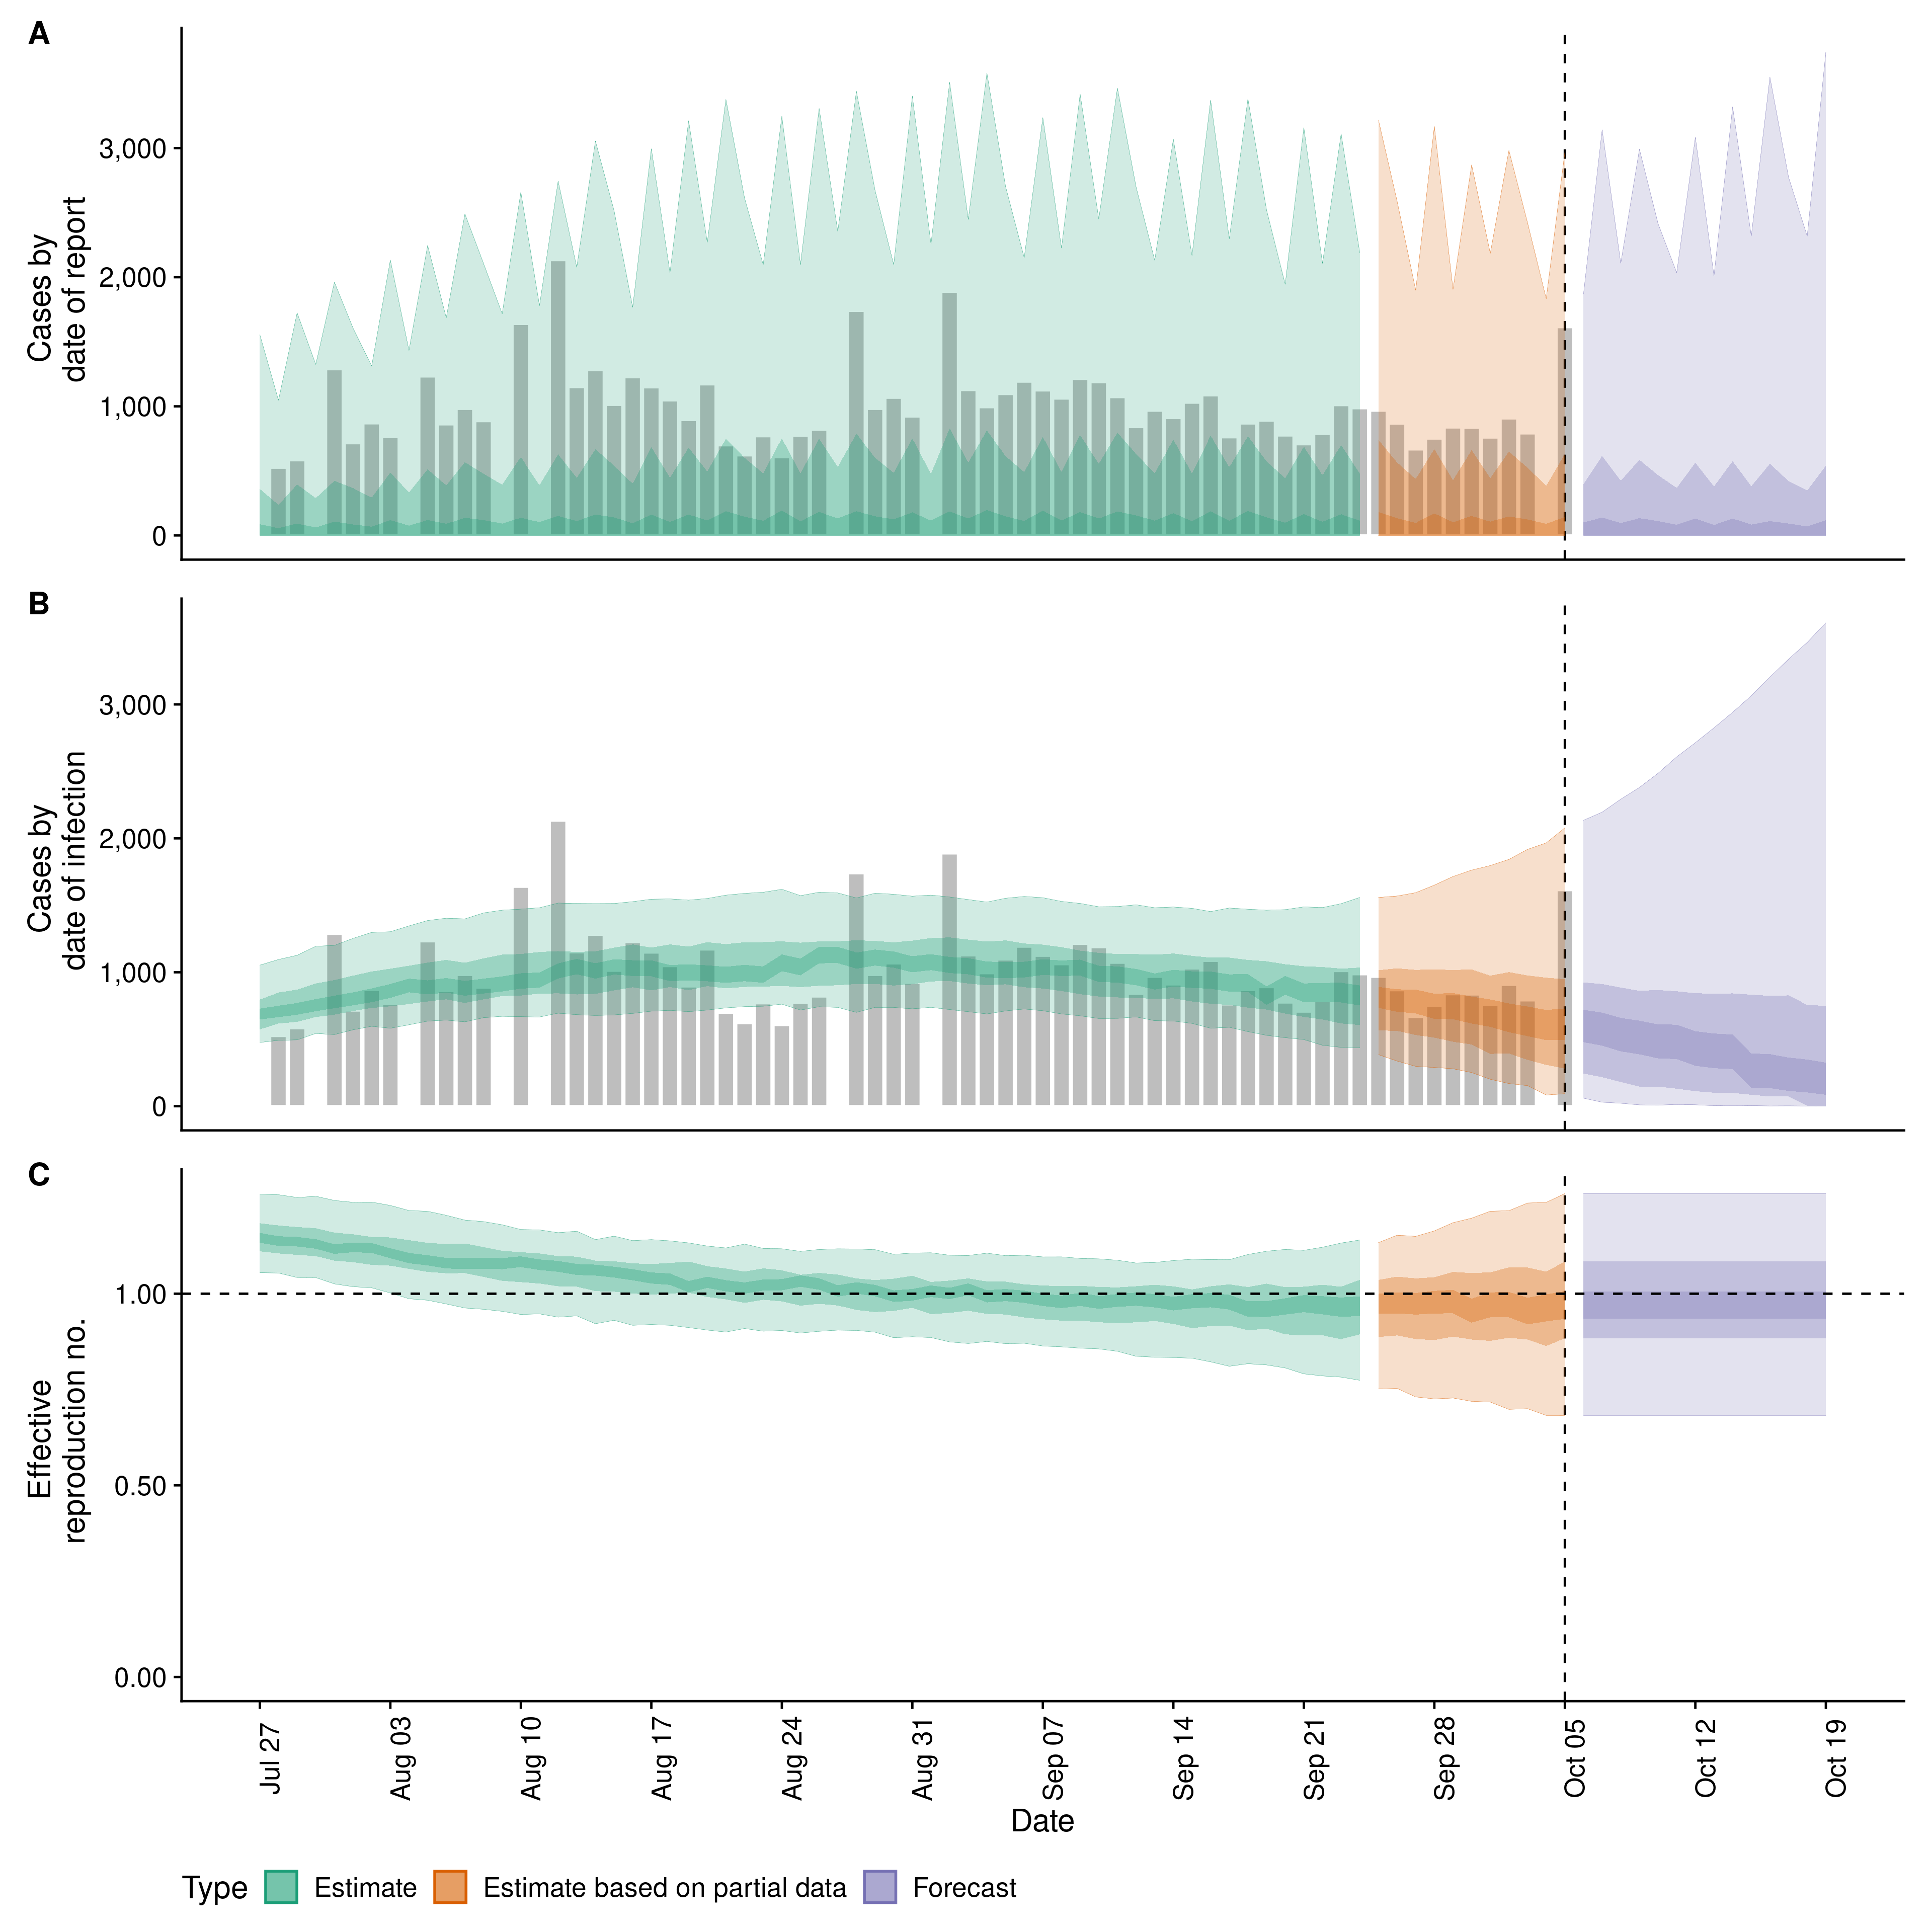 A
Cases by
date of report
3,000
2,000
1,000
0
B
Cases by
date of infection
3,000
2,000
1,000
0
C
Effective
reproduction no.
1.00
0.50
0.00
Jul 27
Aug 03
Aug 10
Aug 17
Aug 24
Aug 31
Sep 07
Sep 14
Sep 21
Sep 28
Oct 05
Oct 12
Oct 19
Date
Type Estimate Estimate based on partial data Forecast